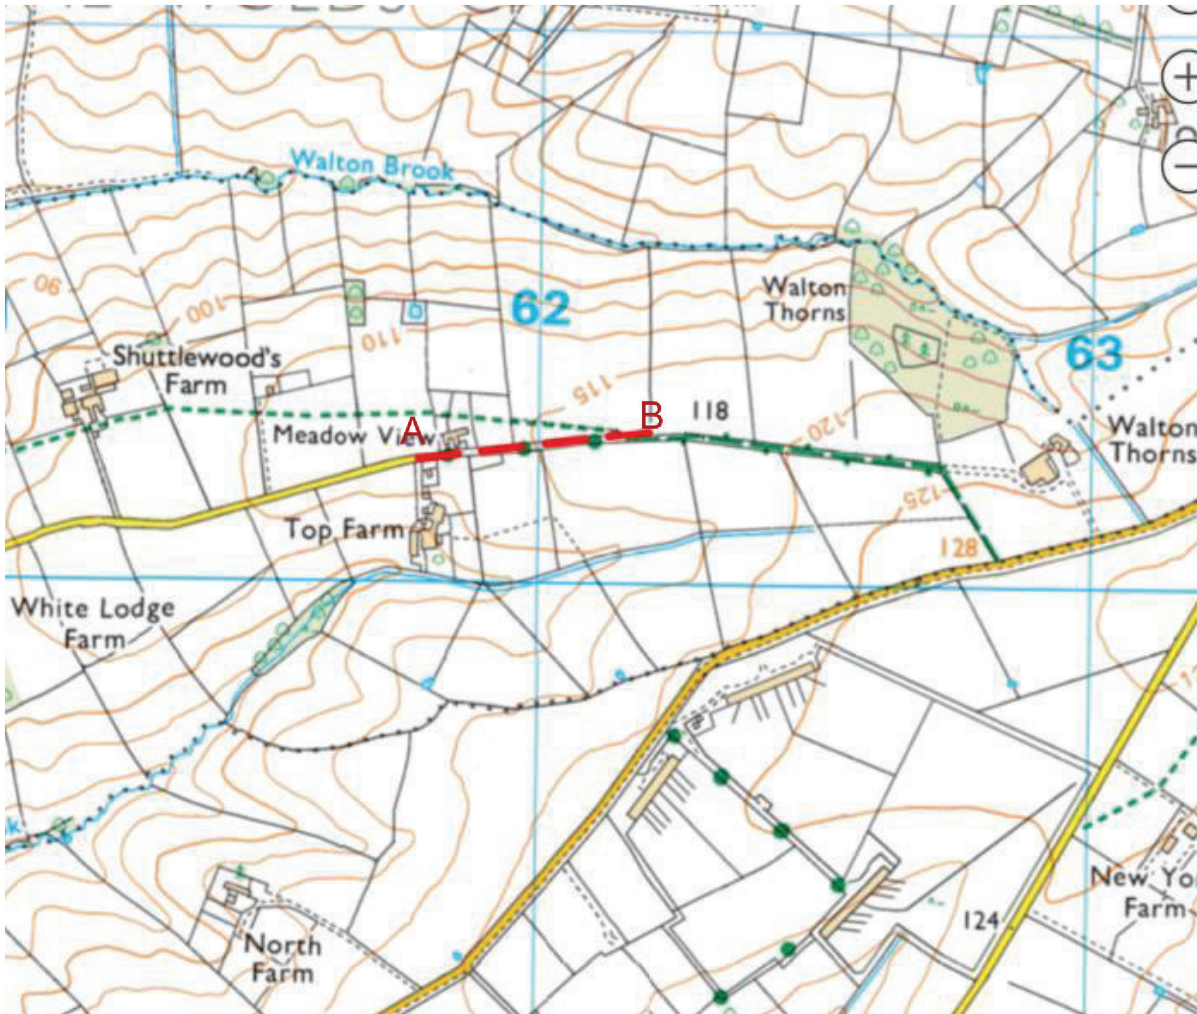 WOLDS
Walton Brook
62
Walton
Thorns
90
100
110
63
Shuttlewood's
Farm
115
A
B
118
120
Meadow View
Walton
Thorns
125
Top Farm
128
White Lodge
Farm
124
New Yo
Farm
North
Farm
k
+
−